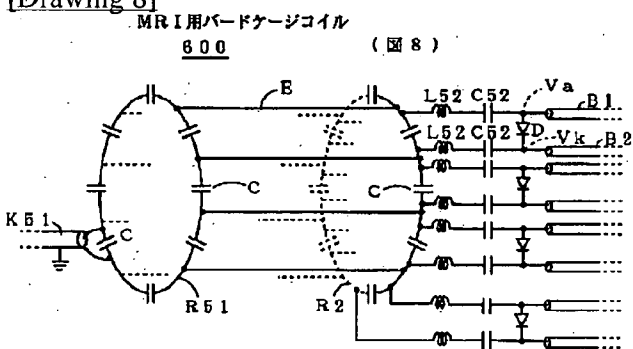 [Drawing 8]
MRI用バードケージコイル
600
(図8)
E
L52 C52
Va
B1
L52 C52
D
Vk
B2
C
C
K51
C
R51
R2